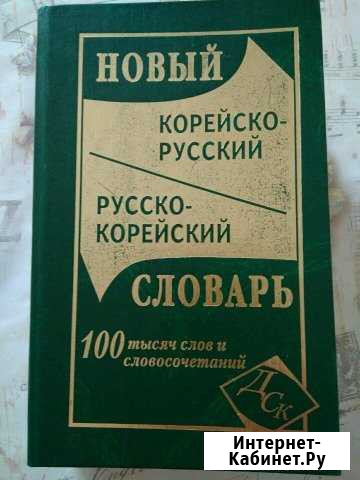 НОВЫЙ
КОРЕЙСКО-
РУССКИЙ
РУССКО-
КОРЕЙСКИЙ
СЛОВАРЬ
100 тысяч слов и
словосочетаний
ДСК
Интернет-
Кабинет.Ру